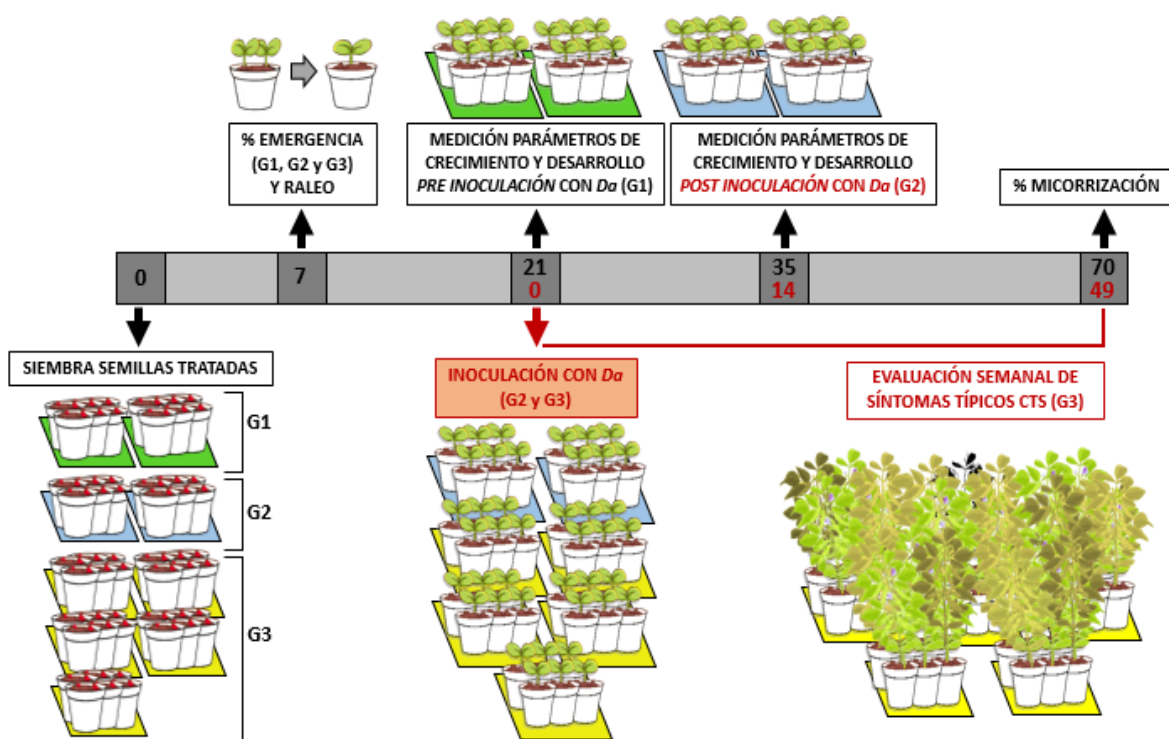 % EMERGENCIA
(G1, G2 y G3)
Y RALEO
MEDICIÓN PARÁMETROS DE
CRECIMIENTO Y DESARROLLO
PRE INOCULACIÓN CON Da (G1)
MEDICIÓN PARÁMETROS DE
CRECIMIENTO Y DESARROLLO
POST INOCULACIÓN CON Da (G2)
% MICORRIZACIÓN
0
7
21
0
35
14
70
49
SIEMBRA SEMILLAS TRATADAS
G1
G2
G3
INOCULACIÓN CON Da
(G2 y G3)
EVALUACIÓN SEMANAL DE
SÍNTOMAS TÍPICOS CTS (G3)